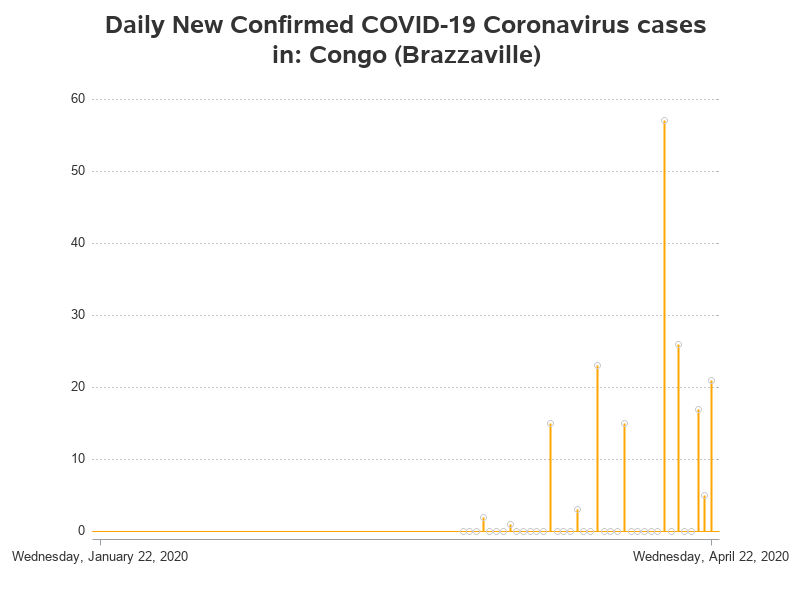 Daily New Confirmed COVID-19 Coronavirus cases
in: Congo (Brazzaville)
60
50
40
30
20
10
0
Wednesday, January 22, 2020
Wednesday, April 22, 2020